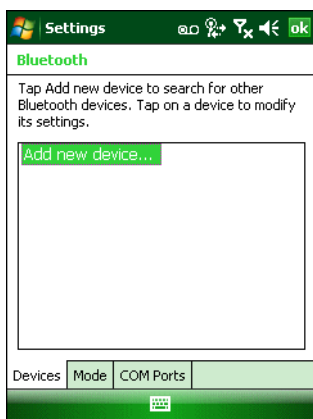 Settings ok
Bluetooth
Tap Add new device to search for other
Bluetooth devices. Tap on a device to modify
its settings.
Add new device...
Devices Mode COM Ports